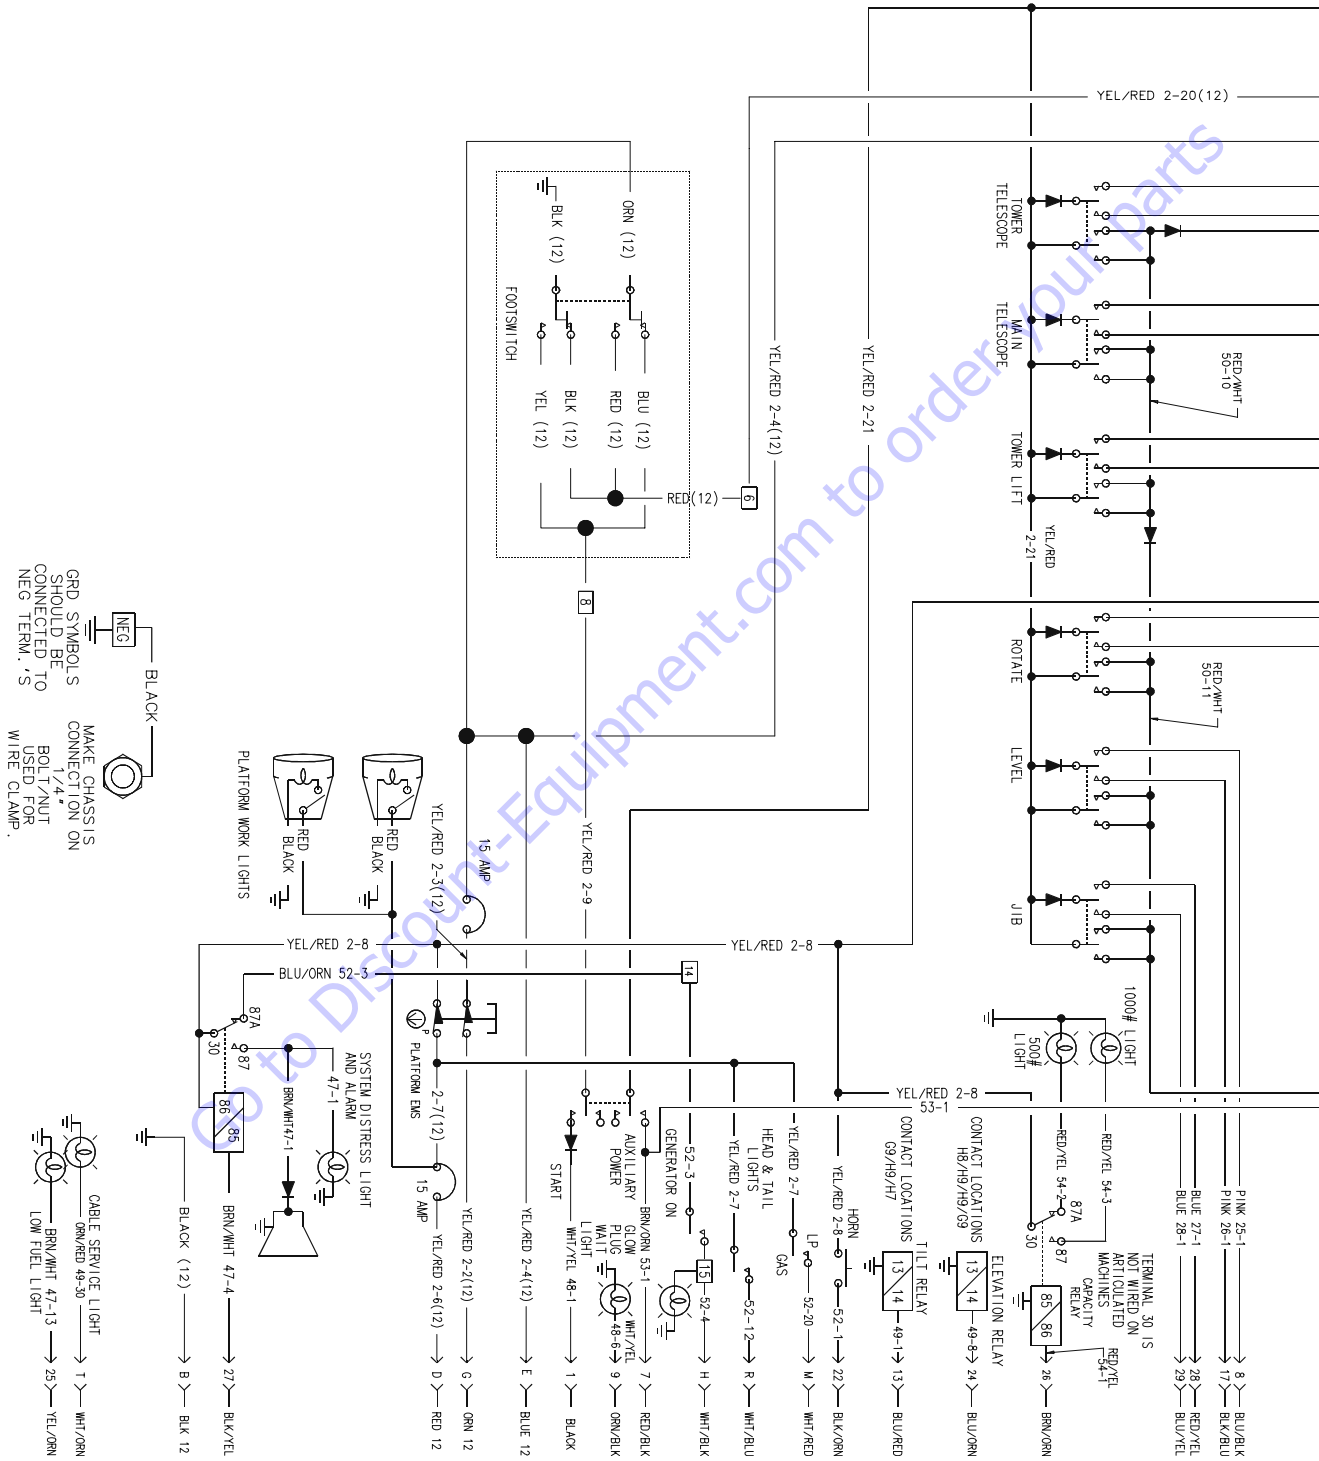 YEL/RED 2-20(12)
TOWER
TELESCOPE
MAIN
TELESCOPE
TOWER LIFT
ROTATE
LEVEL
JIB
RED/WHT
50-10
RED/WHT
50-11
YEL/RED
2-21
YEL/RED 2-21
YEL/RED 2-4(12)
ORN (12)
BLK (12)
FOOTSWITCH
YEL (12)
BLK (12)
RED (12)
BLU (12)
RED(12)
6
8
YEL/RED 2-9
NEG
BLACK
GRD SYMBOLS
SHOULD BE
CONNECTED TO
NEG TERM.'S
MAKE CHASSIS
CONNECTION ON
1/4"
BOLT/NUT
USED FOR
WIRE CLAMP.
PLATFORM WORK LIGHTS
RED
BLACK
RED
BLACK
YEL/RED 2-3(12)
15 AMP
YEL/RED 2-8
YEL/RED 2-8
BLU/ORN 52-3
14
87A
30
87
86
85
SYSTEM DISTRESS LIGHT
AND ALARM
47-1
BRN/WHT47-1
P
PLATFORM EMS
2-7(12)
15 AMP
1000# LIGHT
500#
LIGHT
YEL/RED 2-8
53-1
START
AUXILIARY
POWER
GENERATOR ON
52-3
GLOW
PLUG
WAIT
LIGHT
BRN/ORN 53-1
WHT/YEL
48-6
WHT/YEL 48-1
15
52-4
HEAD & TAIL
LIGHTS
YEL/RED 2-7
YEL/RED 2-7
LP
GAS
52-12
52-20
HORN
YEL/RED 2-8
52-1
CONTACT LOCATIONS
G9/H9/H7
TILT RELAY
13
14
49-1
CONTACT LOCATIONS
H8/H9/H9/G9
ELEVATION RELAY
13
14
49-8
RED/YEL 54-2
RED/YEL 54-3
87A
30
87
TERMINAL 30 IS
NOT WIRED ON
ARTICULATED
MACHINES
CAPACITY
RELAY
85
86
RED/YEL
54-1
BLUE 28-1
BLUE 27-1
PINK 26-1
PINK 25-1
CABLE SERVICE LIGHT
LOW FUEL LIGHT
BRN/WHT 47-13
ORN/RED 49-30
BLACK (12)
BRN/WHT 47-4
YEL/RED 2-6(12)
YEL/RED 2-2(12)
YEL/RED 2-4(12)
25 YEL/ORN
T WHT/ORN
B BLK 12
27 BLK/YEL
D RED 12
G ORN 12
E BLUE 12
1 BLACK
9 ORN/BLK
7 RED/BLK
H WHT/BLK
R WHT/BLU
M WHT/RED
22 BLK/ORN
13 BLU/RED
24 BLU/ORN
26 BRN/ORN
29 BLU/YEL
28 RED/YEL
17 BLK/BLU
8 BLU/BLK
Go to Discount-Equipment.com to order your parts